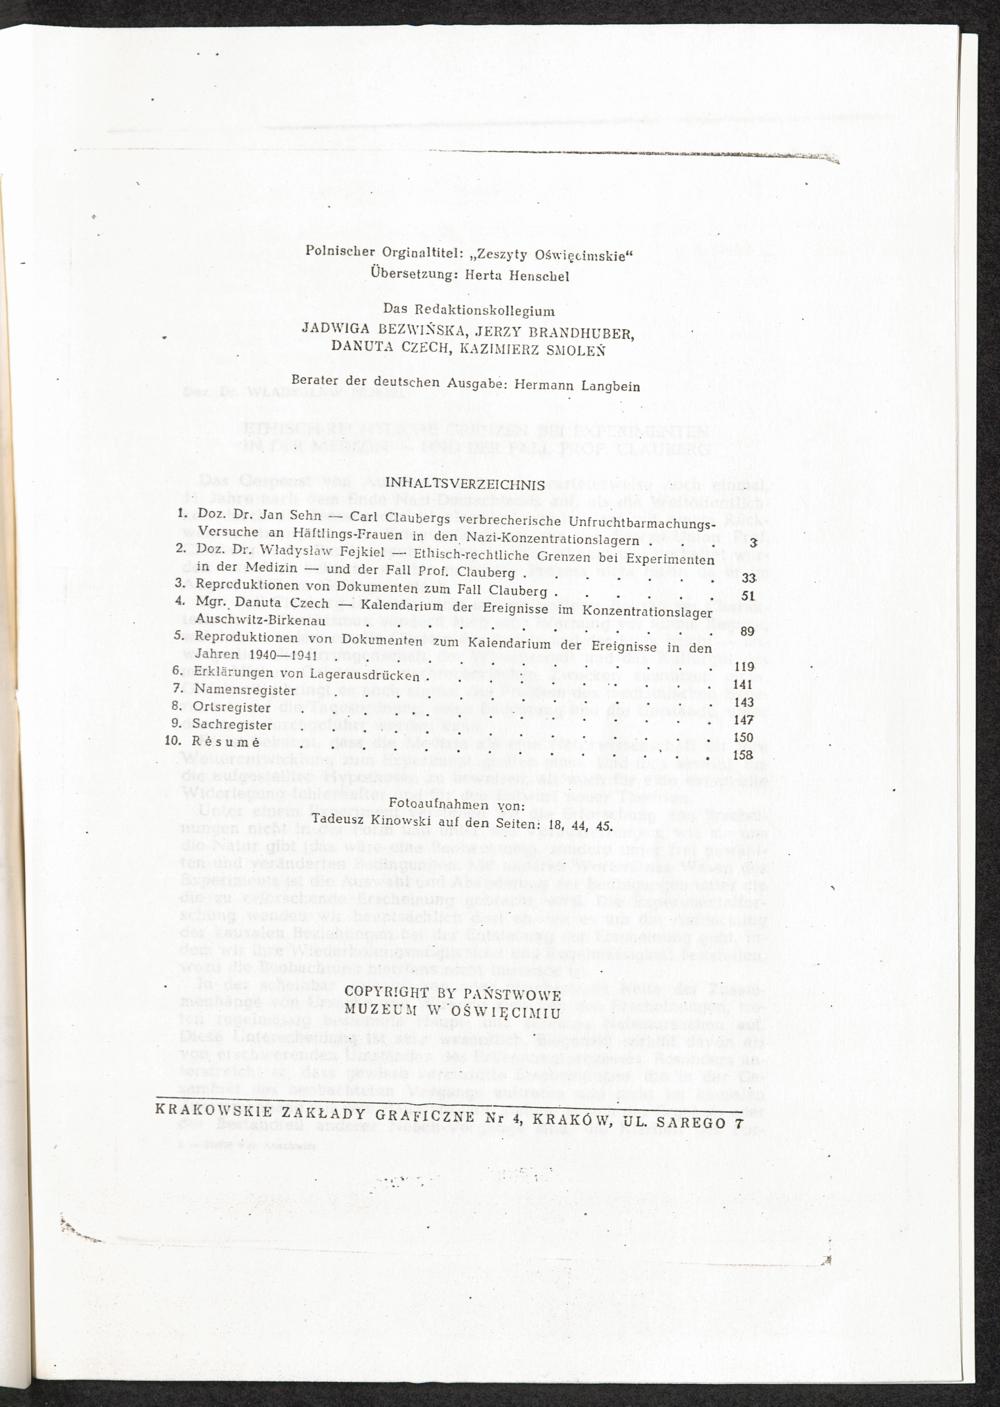 Polnischer Orginaltitel: „Zeszyty Oświęcimskie“
Übersetzung: Herta Henschel
Das Redaktionskollegium
JADWIGA BEZWIŃSKA, JERZY BRANDHUBER,
DANUTA CZECH, KAZIMIERZ SMOLEŃ
Berater der deutschen Ausgabe: Hermann Langbein
INHALTSVERZEICHNIS
1. Doz. Dr. Jan Sehn — Carl Claubergs verbrecherische Unfruchtbarmachungs-
Versuche an Häftlings-Frauen in den Nazi-Konzentrationslagern . . . 3
2. Doz. Dr. Władysław Fejkiel — Ethisch-rechtliche Grenzen bei Experimenten
in der Medizin — und der Fall Prof. Clauberg . . . . . . . 33
3. Reproduktionen von Dokumenten zum Fall Clauberg . . . . . . 51
4. Mgr. Danuta Czech — Kalendarium der Ereignisse im Konzentrationslager
Auschwitz-Birkenau . . . . . . . . . . . . 89
5. Reproduktionen von Dokumenten zum Kalendarium der Ereignisse in den
Jahren 1940—1941 . . . . . . . . . . . . . 119
6. Erklärungen von Lagerausdrücken . . . . . . . . . . 141
7. Namensregister . . . . . . . . . . . . . 143
8. Ortsregister . . . . . . . . . . . . . . 147
9. Sachregister . . . . . . . . . . . . . . 150
10. Résumé . . . . . . . . . . . . . . 158
Fotoaufnahmen von:
Tadeusz Kinowski auf den Seiten: 18, 44, 45.
COPYRIGHT BY PAŃSTWOWE
MUZEUM W OŚWIĘCIMIU
KRAKOWSKIE ZAKŁADY GRAFICZNE Nr 4, KRAKÓW, UL. SAREGO 7